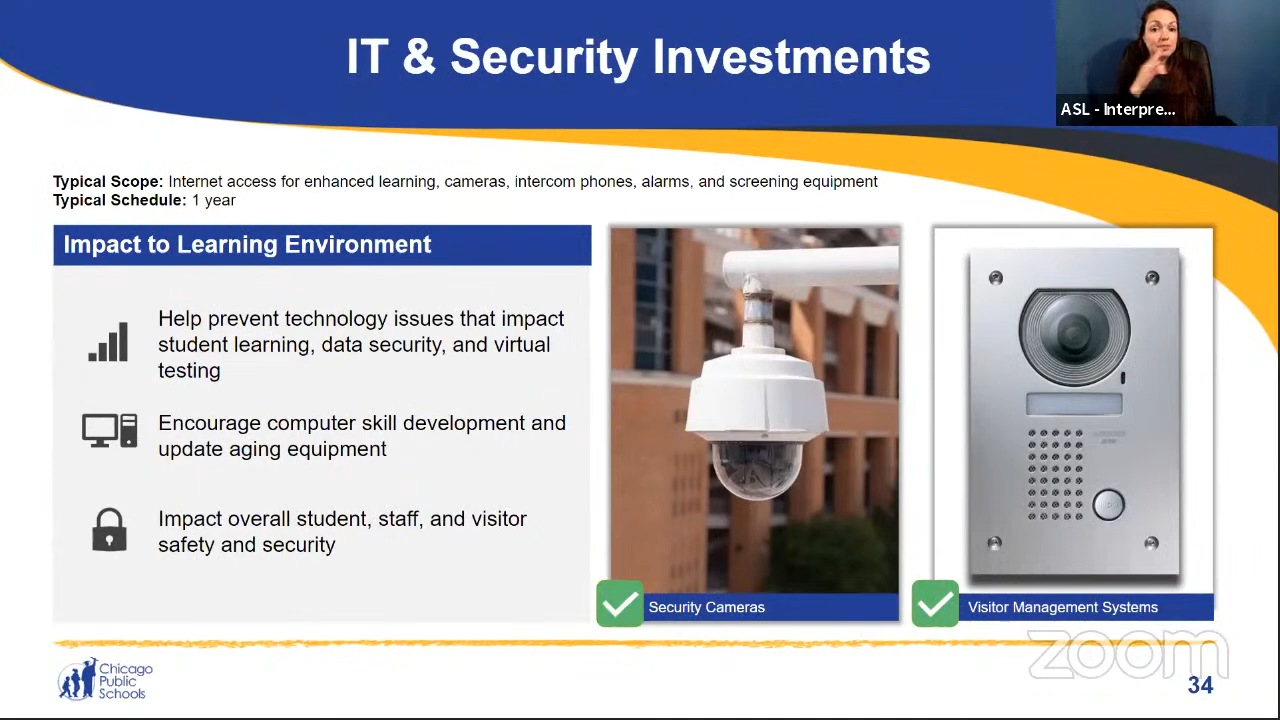 IT & Security Investments
ASL - Interpre...
Typical Scope: Internet access for enhanced learning, cameras, intercom phones, alarms, and screening equipment
Typical Schedule: 1 year
Impact to Learning Environment
Help prevent technology issues that impact
student learning, data security, and virtual
testing
Encourage computer skill development and
update aging equipment
Impact overall student, staff, and visitor
safety and security
Security Cameras
Visitor Management Systems
zoom
Chicago
Public
Schools
34